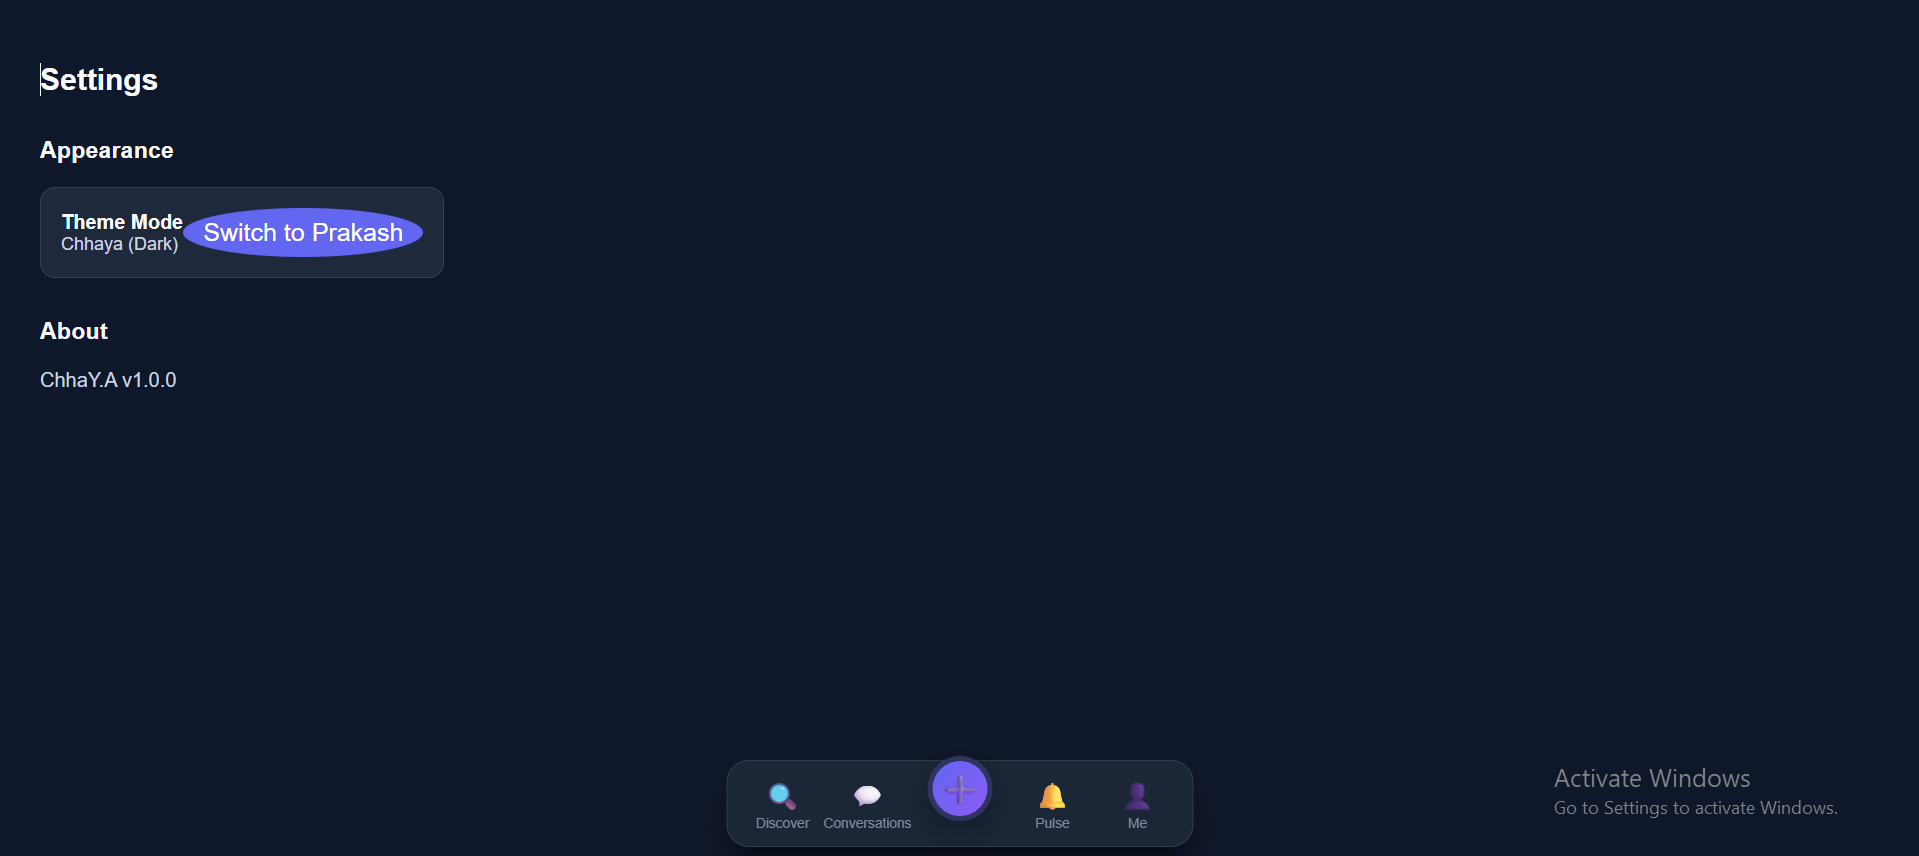 Settings
Appearance
Theme Mode
Chhaya (Dark)
Switch to Prakash
About
ChhaY.A v1.0.0
Discover
Conversations
Pulse
Me
Activate Windows
Go to Settings to activate Windows.